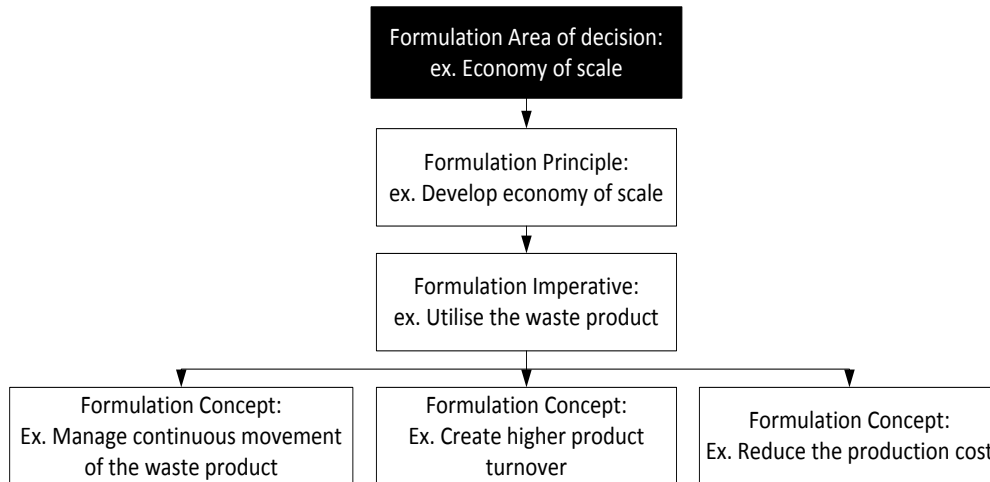 Formulation Area of decision:
ex. Economy of scale
Formulation Principle:
ex. Develop economy of scale
Formulation Imperative:
ex. Utilise the waste product
Formulation Concept:
Ex. Manage continuous movement
of the waste product
Formulation Concept:
Ex. Create higher product
turnover
Formulation Concept:
Ex. Reduce the production cost